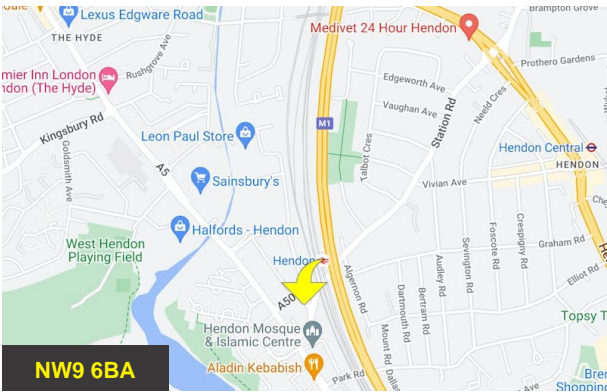 Lexus Edgware Road
Brampton Grove
THE HYDE
Medivet 24 Hour Hendon
Rushgrove Ave
Prothero Gardens
mier Inn London
ndon (The Hyde)
Edgeworth Ave
Neeld Cres
Vaughan Ave
Station Rd
Kingsbury Rd
M1
Leon Paul Store
Talbot Cres
Hendon Central
HENDON
Goldsmith Ave
A5
Sainsbury's
Vivian Ave
Halfords - Hendon
Crespigny Rd
Foscote Rd
Graham Rd
West Hendon
Playing Field
Sevington Rd
Audley Rd
Hendon
Algernon Rd
Elliot Rd
Bertram Rd
Dartmouth Rd
A50
Topsy T
Hendon Mosque
& Islamic Centre
Mount Rd
Dallas
Aladin Kebabish
Park Rd
Bre
Shopping
NW9 6BA